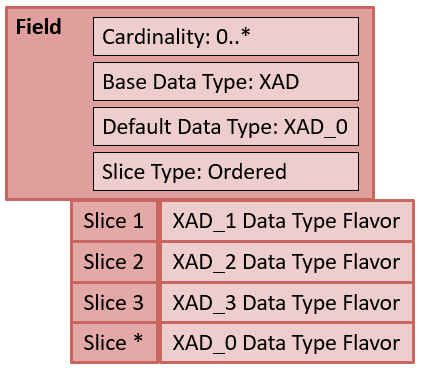 Field
Cardinality: 0..*
Base Data Type: XAD
Default Data Type: XAD_0
Slice Type: Ordered
Slice 1 XAD_1 Data Type Flavor
Slice 2 XAD_2 Data Type Flavor
Slice 3 XAD_3 Data Type Flavor
Slice * XAD_0 Data Type Flavor